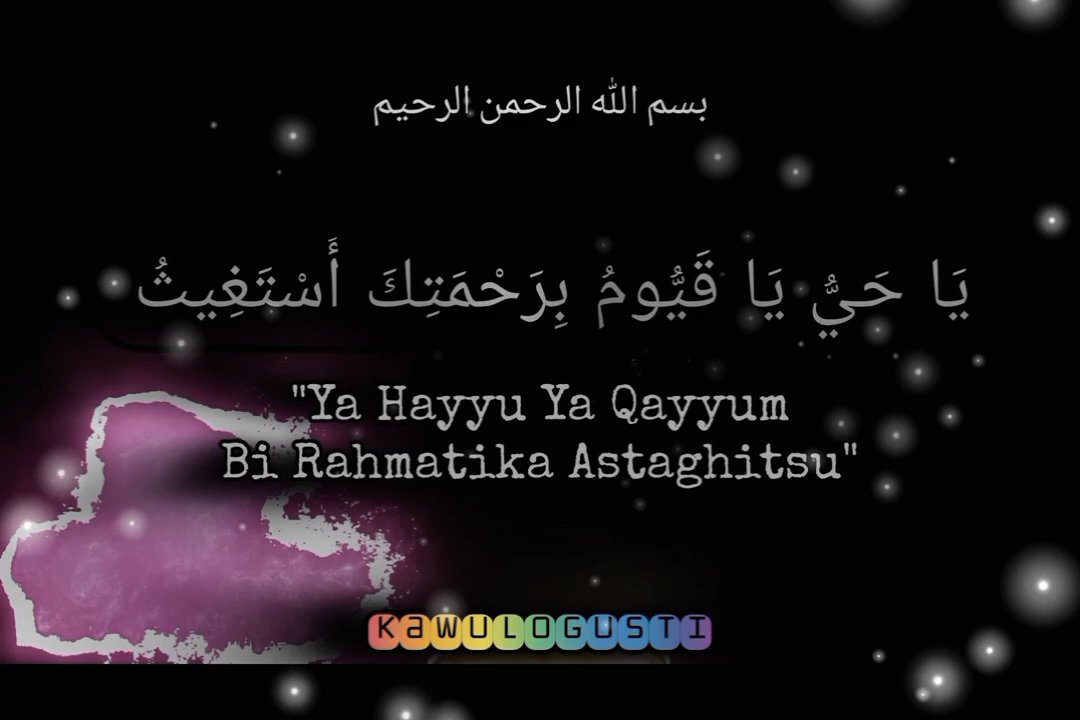 بسم الله الرحمن الرحيم
يَا حَيُّ يَا قَيُّومُ بِرَحْمَتِكَ أَسْتَغِيثُ
"Ya Hayyu Ya Qayyum
Bi Rahmatika Astaghitsu"
KaWULOGUSTI